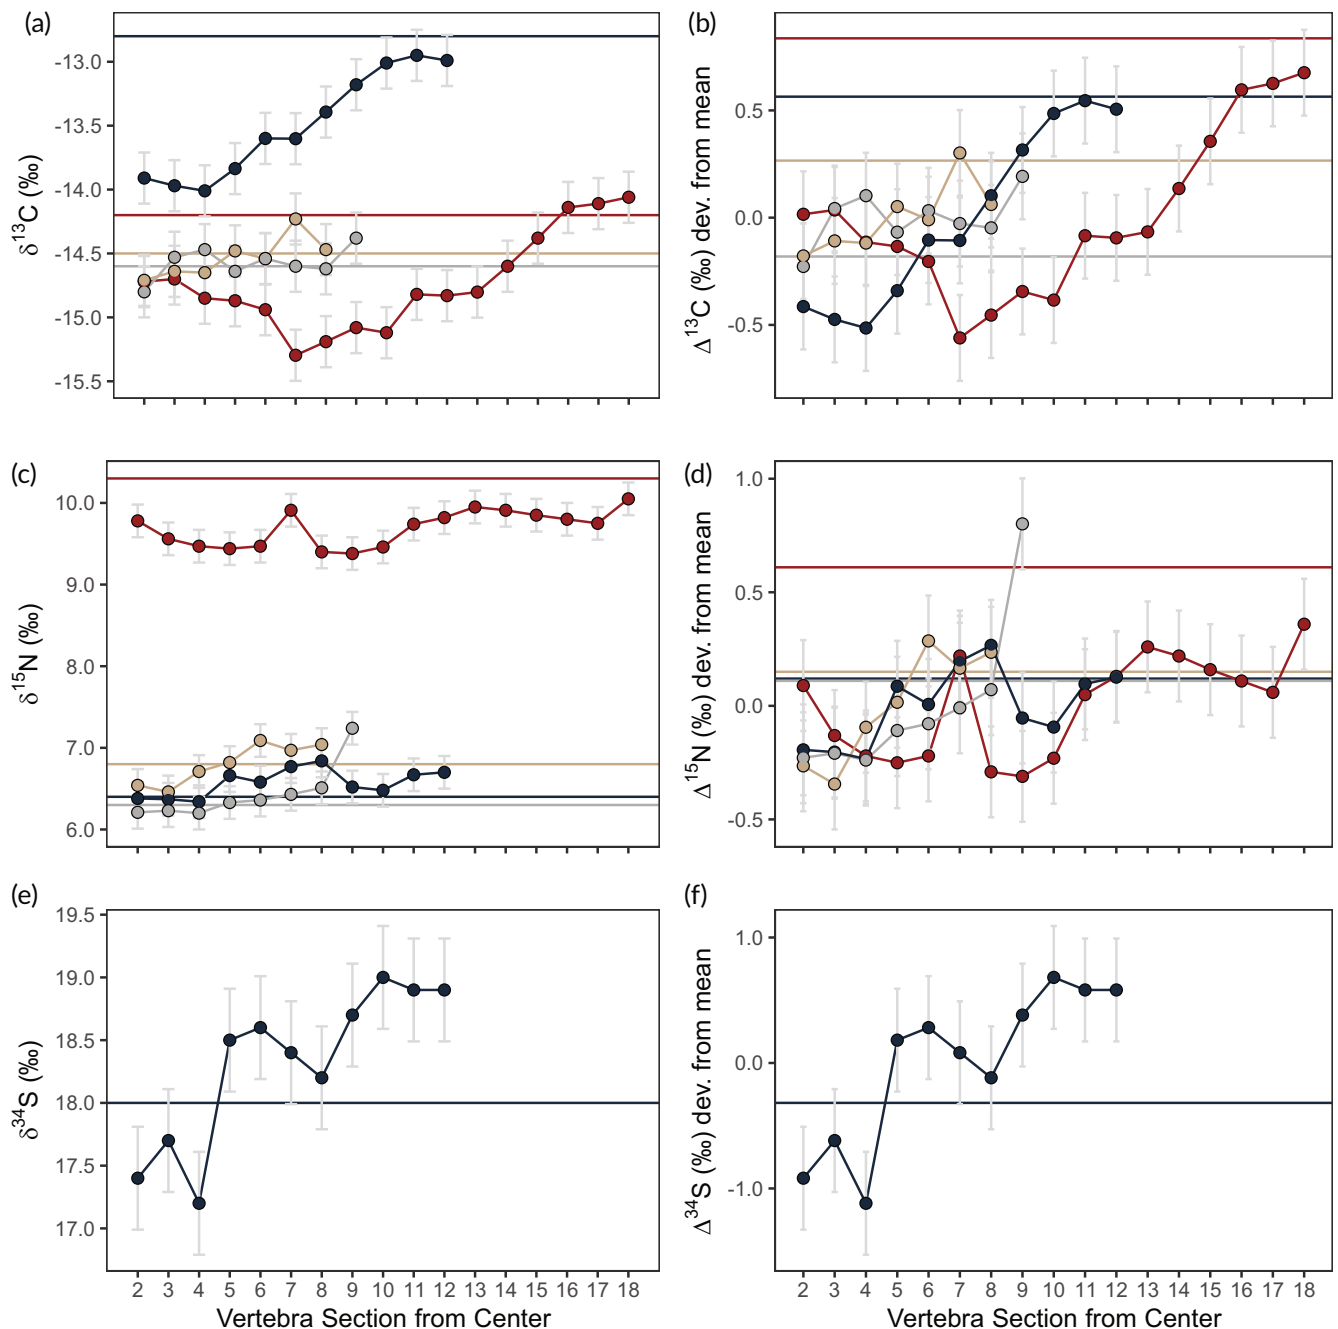 (a)
δ¹³C (‰)
-13.0
-13.5
-14.0
-14.5
-15.0
-15.5
(b)
Δ¹³C (‰) dev. from mean
0.5
0.0
-0.5
(c)
δ¹⁵N (‰)
10.0
9.0
8.0
7.0
6.0
(d)
Δ¹⁵N (‰) dev. from mean
1.0
0.5
0.0
-0.5
(e)
δ³⁴S (‰)
19.5
19.0
18.5
18.0
17.5
17.0
2 3 4 5 6 7 8 9 10 11 12 13 14 15 16 17 18
Vertebra Section from Center
(f)
Δ³⁴S (‰) dev. from mean
1.0
0.0
-1.0
2 3 4 5 6 7 8 9 10 11 12 13 14 15 16 17 18
Vertebra Section from Center